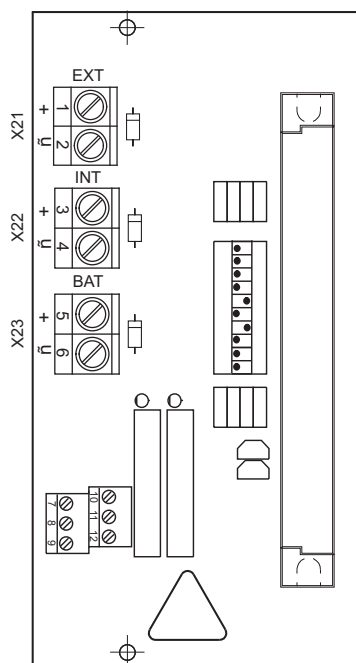 EXT
X21
+ 1
ũ 2
INT
X22
+ 3
ũ 4
BAT
X23
+ 5
ũ 6
7
8
9
10
11
12